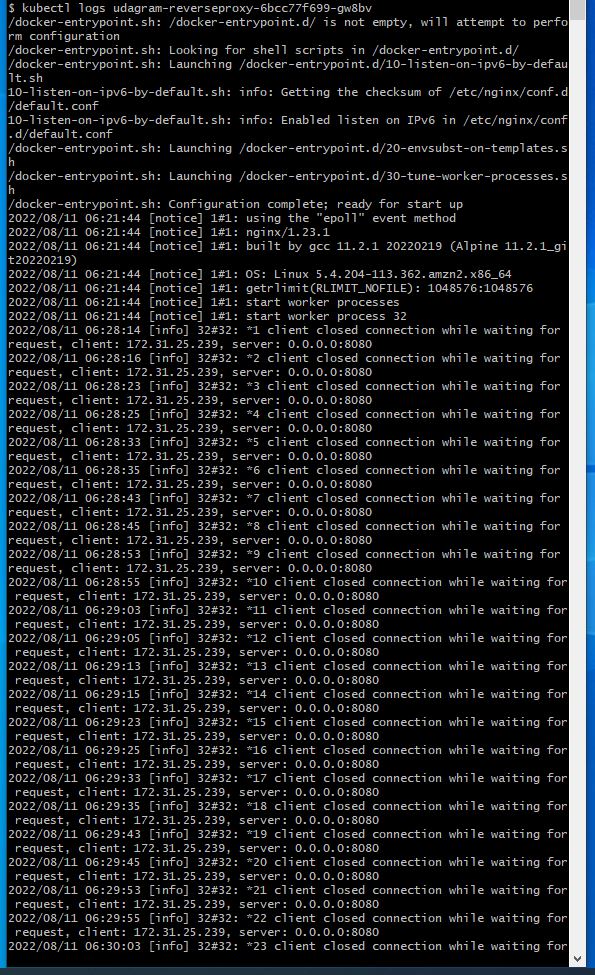 $ kubectl logs udagram-reverseproxy-6bcc77f699-gw8bv
/docker-entrypoint.sh: /docker-entrypoint.d/ is not empty, will attempt to perfo
rm configuration
/docker-entrypoint.sh: Looking for shell scripts in /docker-entrypoint.d/
/docker-entrypoint.sh: Launching /docker-entrypoint.d/10-listen-on-ipv6-by-defau
lt.sh
10-listen-on-ipv6-by-default.sh: info: Getting the checksum of /etc/nginx/conf.d
/default.conf
10-listen-on-ipv6-by-default.sh: info: Enabled listen on IPv6 in /etc/nginx/conf
.d/default.conf
/docker-entrypoint.sh: Launching /docker-entrypoint.d/20-envsubst-on-templates.s
h
/docker-entrypoint.sh: Launching /docker-entrypoint.d/30-tune-worker-processes.s
h
/docker-entrypoint.sh: Configuration complete; ready for start up
2022/08/11 06:21:44 [notice] 1#1: using the "epoll" event method
2022/08/11 06:21:44 [notice] 1#1: nginx/1.23.1
2022/08/11 06:21:44 [notice] 1#1: built by gcc 11.2.1 20220219 (Alpine 11.2.1_gi
t20220219)
2022/08/11 06:21:44 [notice] 1#1: OS: Linux 5.4.204-113.362.amzn2.x86_64
2022/08/11 06:21:44 [notice] 1#1: getrlimit(RLIMIT_NOFILE): 1048576:1048576
2022/08/11 06:21:44 [notice] 1#1: start worker processes
2022/08/11 06:21:44 [notice] 1#1: start worker process 32
2022/08/11 06:28:14 [info] 32#32: *1 client closed connection while waiting for
request, client: 172.31.25.239, server: 0.0.0.0:8080
2022/08/11 06:28:16 [info] 32#32: *2 client closed connection while waiting for
request, client: 172.31.25.239, server: 0.0.0.0:8080
2022/08/11 06:28:23 [info] 32#32: *3 client closed connection while waiting for
request, client: 172.31.25.239, server: 0.0.0.0:8080
2022/08/11 06:28:25 [info] 32#32: *4 client closed connection while waiting for
request, client: 172.31.25.239, server: 0.0.0.0:8080
2022/08/11 06:28:33 [info] 32#32: *5 client closed connection while waiting for
request, client: 172.31.25.239, server: 0.0.0.0:8080
2022/08/11 06:28:35 [info] 32#32: *6 client closed connection while waiting for
request, client: 172.31.25.239, server: 0.0.0.0:8080
2022/08/11 06:28:43 [info] 32#32: *7 client closed connection while waiting for
request, client: 172.31.25.239, server: 0.0.0.0:8080
2022/08/11 06:28:45 [info] 32#32: *8 client closed connection while waiting for
request, client: 172.31.25.239, server: 0.0.0.0:8080
2022/08/11 06:28:53 [info] 32#32: *9 client closed connection while waiting for
request, client: 172.31.25.239, server: 0.0.0.0:8080
2022/08/11 06:28:55 [info] 32#32: *10 client closed connection while waiting for
request, client: 172.31.25.239, server: 0.0.0.0:8080
2022/08/11 06:29:03 [info] 32#32: *11 client closed connection while waiting for
request, client: 172.31.25.239, server: 0.0.0.0:8080
2022/08/11 06:29:05 [info] 32#32: *12 client closed connection while waiting for
request, client: 172.31.25.239, server: 0.0.0.0:8080
2022/08/11 06:29:13 [info] 32#32: *13 client closed connection while waiting for
request, client: 172.31.25.239, server: 0.0.0.0:8080
2022/08/11 06:29:15 [info] 32#32: *14 client closed connection while waiting for
request, client: 172.31.25.239, server: 0.0.0.0:8080
2022/08/11 06:29:23 [info] 32#32: *15 client closed connection while waiting for
request, client: 172.31.25.239, server: 0.0.0.0:8080
2022/08/11 06:29:25 [info] 32#32: *16 client closed connection while waiting for
request, client: 172.31.25.239, server: 0.0.0.0:8080
2022/08/11 06:29:33 [info] 32#32: *17 client closed connection while waiting for
request, client: 172.31.25.239, server: 0.0.0.0:8080
2022/08/11 06:29:35 [info] 32#32: *18 client closed connection while waiting for
request, client: 172.31.25.239, server: 0.0.0.0:8080
2022/08/11 06:29:43 [info] 32#32: *19 client closed connection while waiting for
request, client: 172.31.25.239, server: 0.0.0.0:8080
2022/08/11 06:29:45 [info] 32#32: *20 client closed connection while waiting for
request, client: 172.31.25.239, server: 0.0.0.0:8080
2022/08/11 06:29:53 [info] 32#32: *21 client closed connection while waiting for
request, client: 172.31.25.239, server: 0.0.0.0:8080
2022/08/11 06:29:55 [info] 32#32: *22 client closed connection while waiting for
request, client: 172.31.25.239, server: 0.0.0.0:8080
2022/08/11 06:30:03 [info] 32#32: *23 client closed connection while waiting for